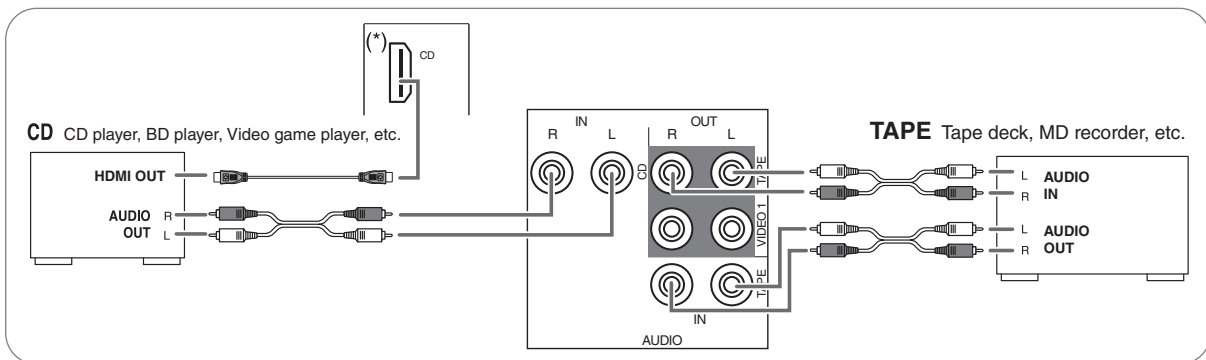 (*)
CD
CD CD player, BD player, Video game player, etc.
HDMI OUT
AUDIO R
OUT L
IN
R L
OUT
R L
CD
TAPE
VIDEO 1
TAPE
IN
AUDIO
TAPE Tape deck, MD recorder, etc.
L AUDIO
R IN
L AUDIO
R OUT